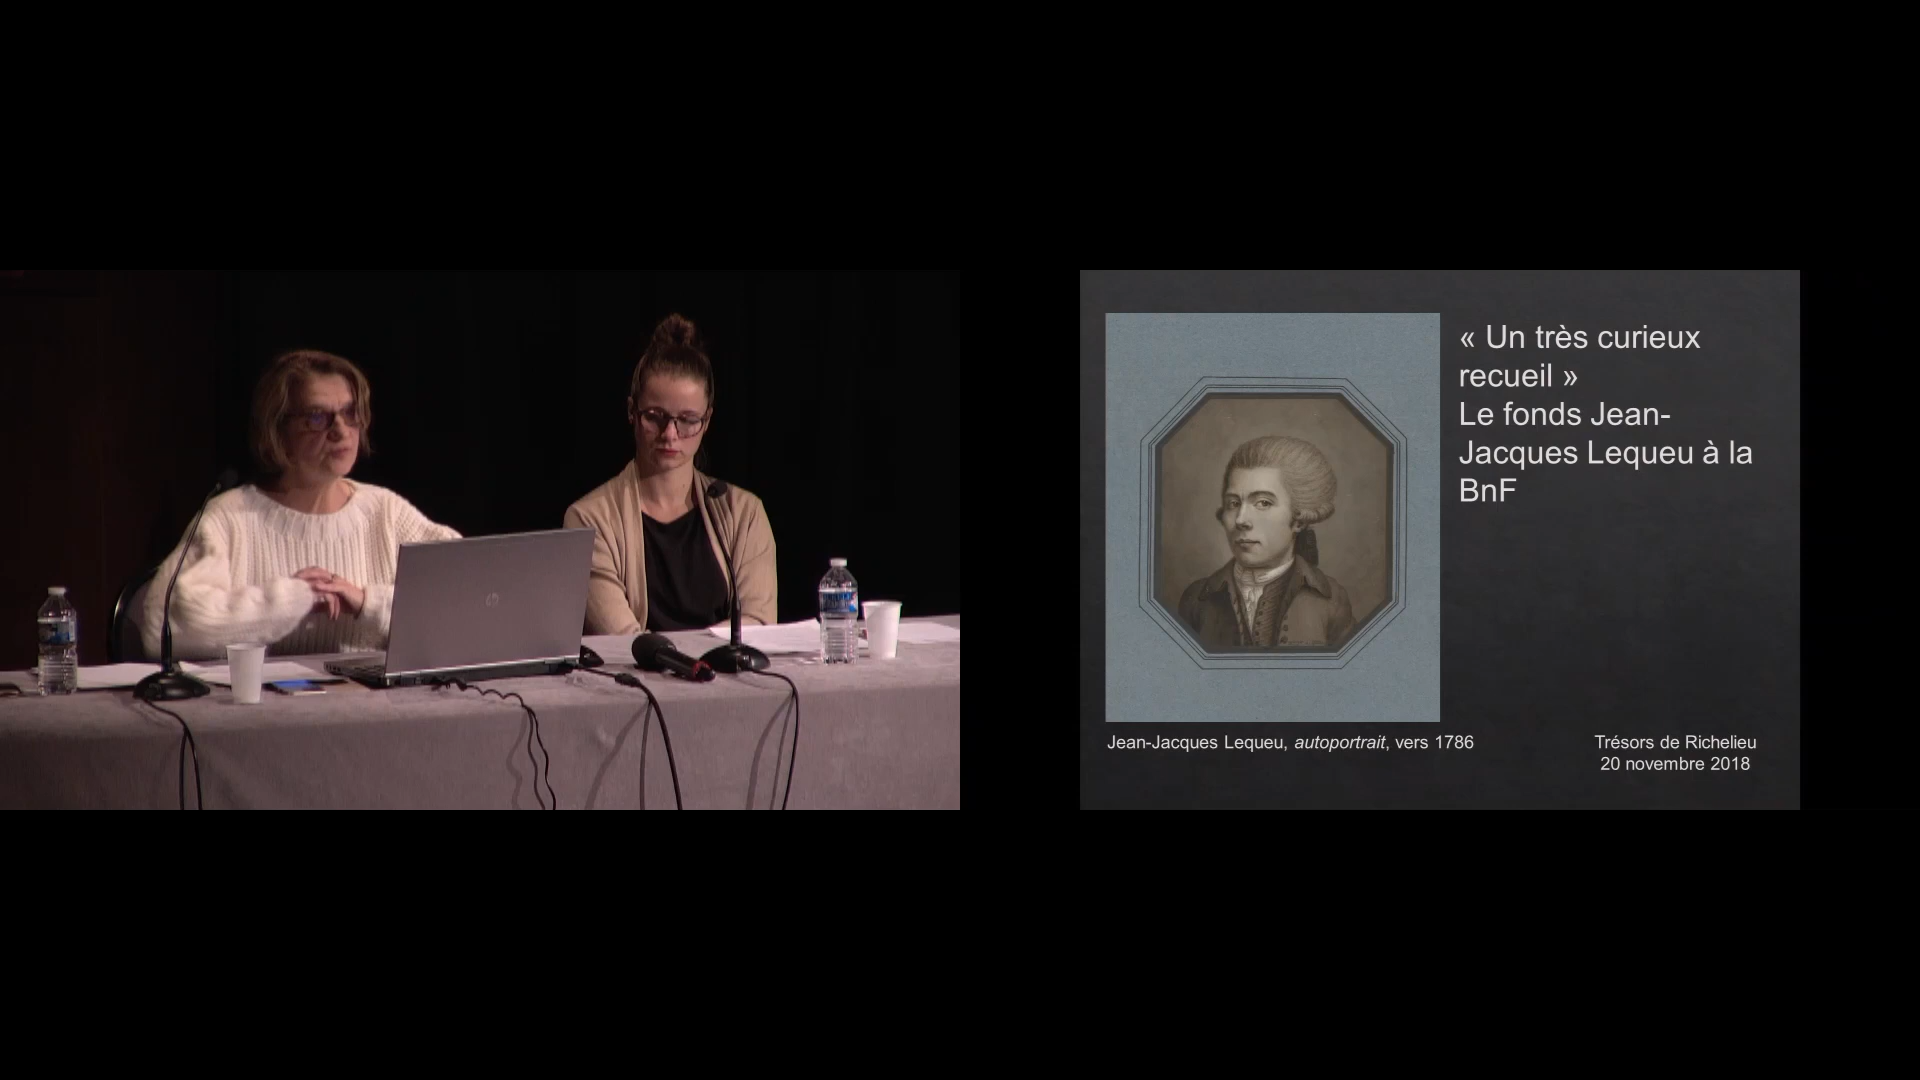 « Un très curieux
recueil »
Le fonds Jean-
Jacques Lequeu à la
BnF
Jean-Jacques Lequeu, autoportrait, vers 1786
Trésors de Richelieu
20 novembre 2018
hp